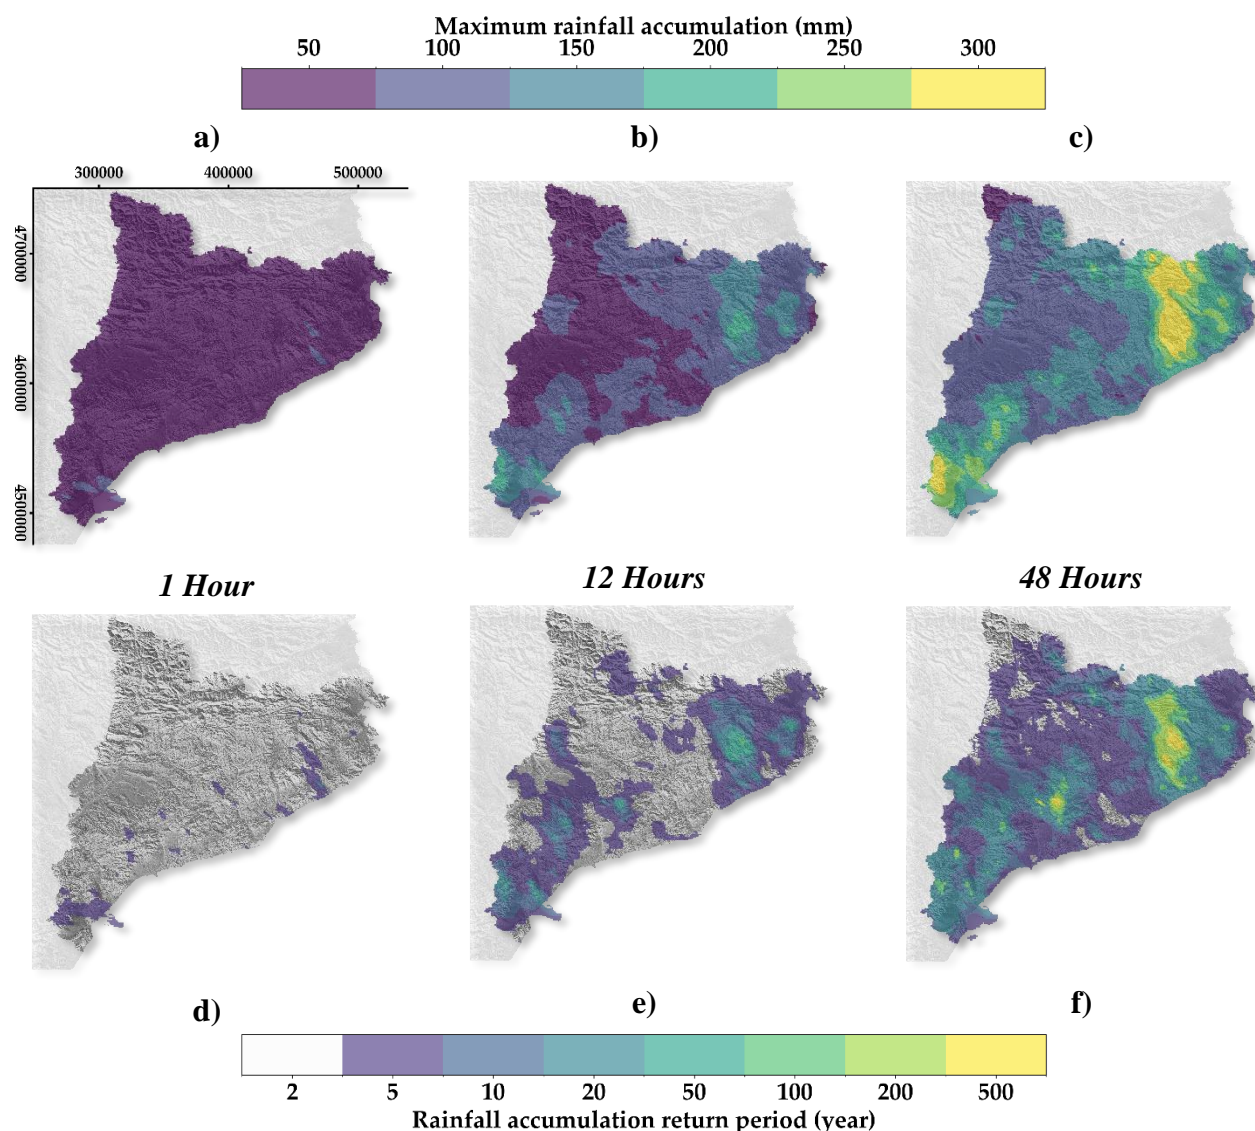 Maximum rainfall accumulation (mm)
50 100 150 200 250 300
a) b) c)
300000 400000 500000
4700000
4600000
4500000
1 Hour 12 Hours 48 Hours
d) e) f)
2 5 10 20 50 100 200 500
Rainfall accumulation return period (year)